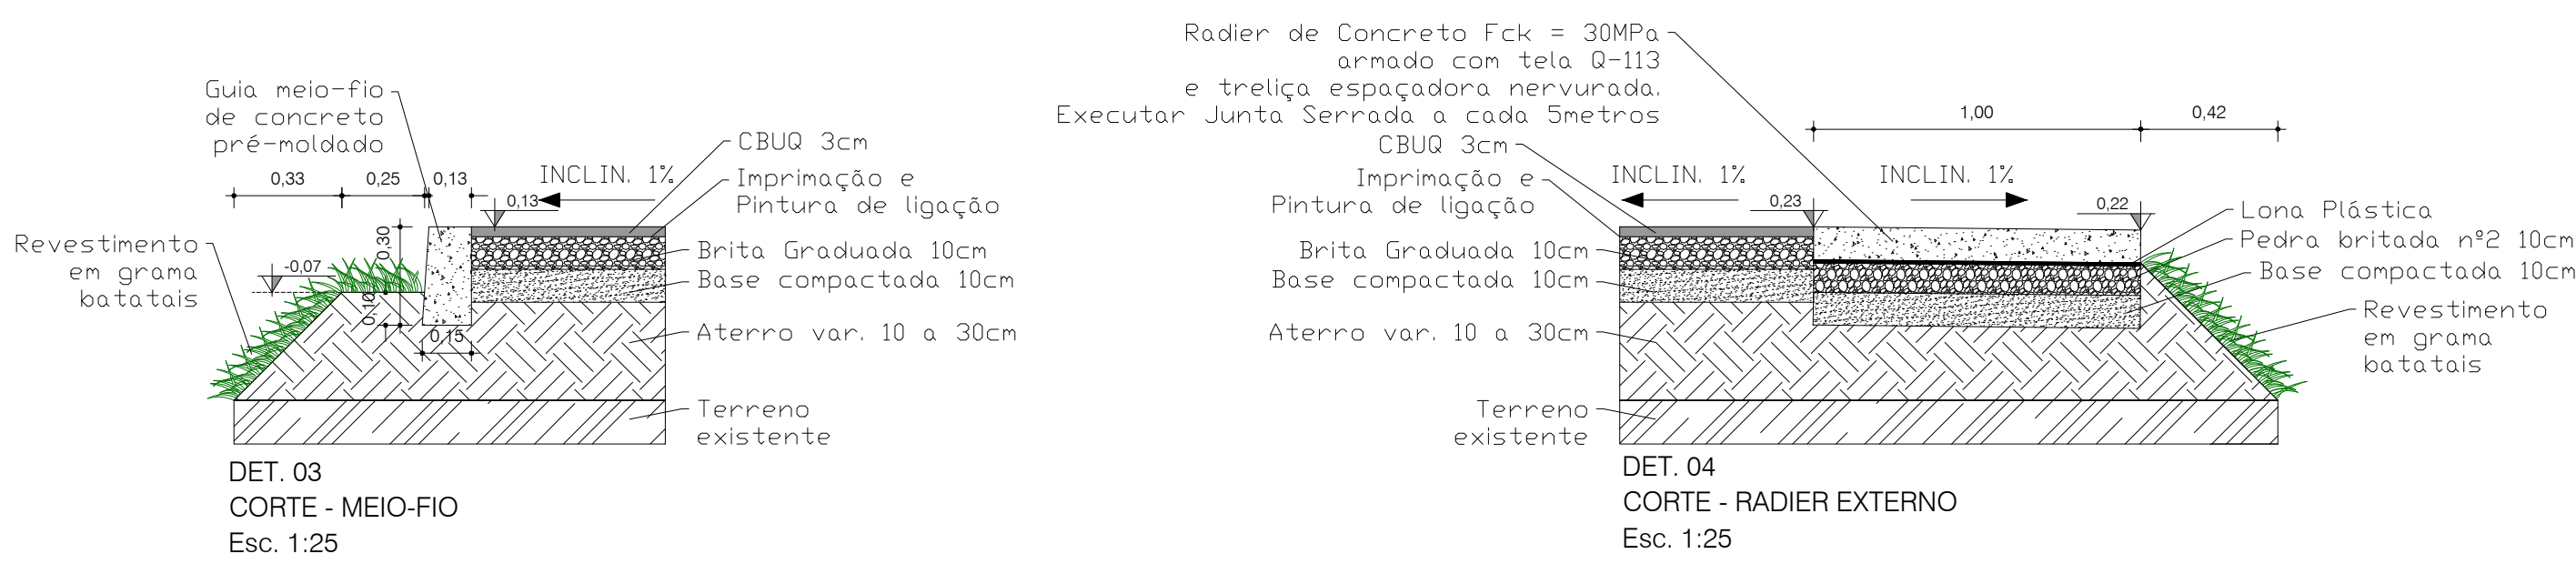 Guia meio-fio
de concreto
pré-moldado
0,33
0,25
0,13
INCLIN. 1%
0,13
CBUQ 3cm
Imprimação e
Pintura de ligação
Revestimento
em grama
batatais
-0,07
0,30
0,10
0,15
Brita Graduada 10cm
Base compactada 10cm
Aterro var. 10 a 30cm
Terreno
existente
DET. 03
CORTE - MEIO-FIO
Esc. 1:25
Radier de Concreto Fck = 30MPa
armado com tela Q-113
e treliça espaçadora nervurada.
Executar Junta Serrada a cada 5metros
CBUQ 3cm
Imprimação e
Pintura de ligação
Brita Graduada 10cm
Base compactada 10cm
Aterro var. 10 a 30cm
Terreno
existente
INCLIN. 1%
INCLIN. 1%
1,00
0,42
0,23
0,22
Lona Plástica
Pedra britada nº2 10cm
Base compactada 10cm
Revestimento
em grama
batatais
DET. 04
CORTE - RADIER EXTERNO
Esc. 1:25